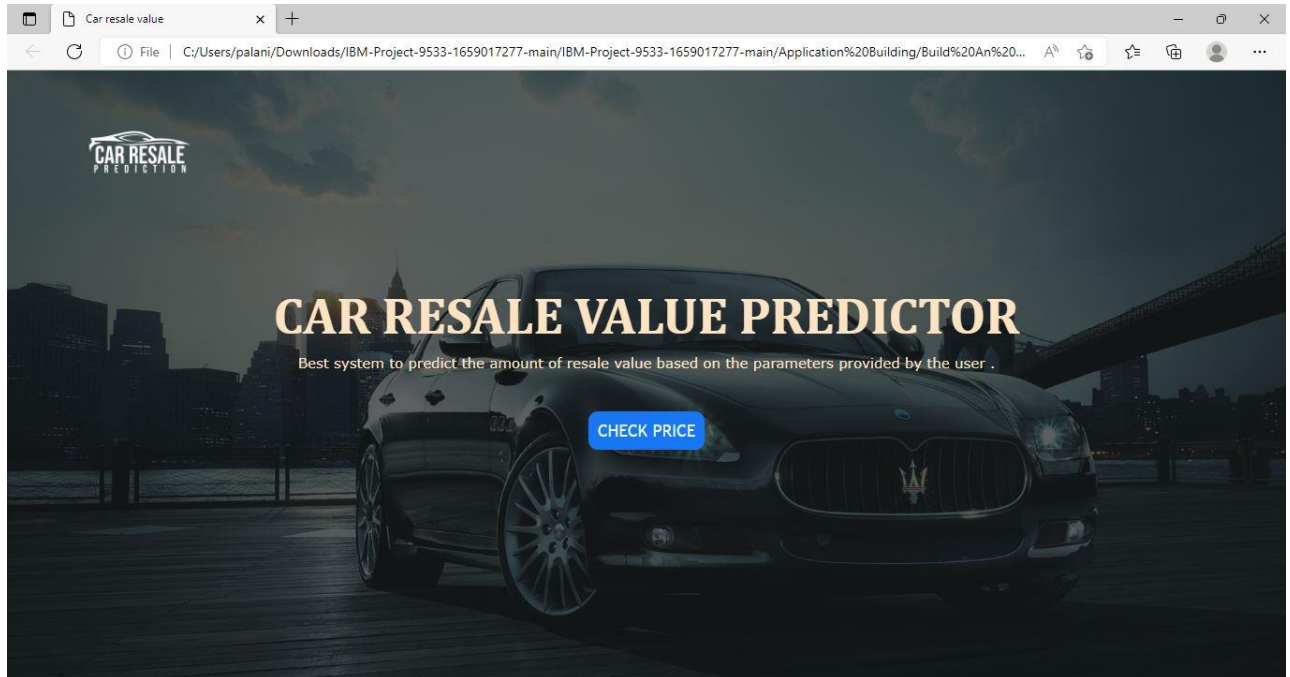 Car resale value
File | C:/Users/palani/Downloads/IBM-Project-9533-1659017277-main/IBM-Project-9533-1659017277-main/Application%20Building/Build%20An%20...
CAR RESALE
PREDICTION
CAR RESALE VALUE PREDICTOR
Best system to predict the amount of resale value based on the parameters provided by the user .
CHECK PRICE